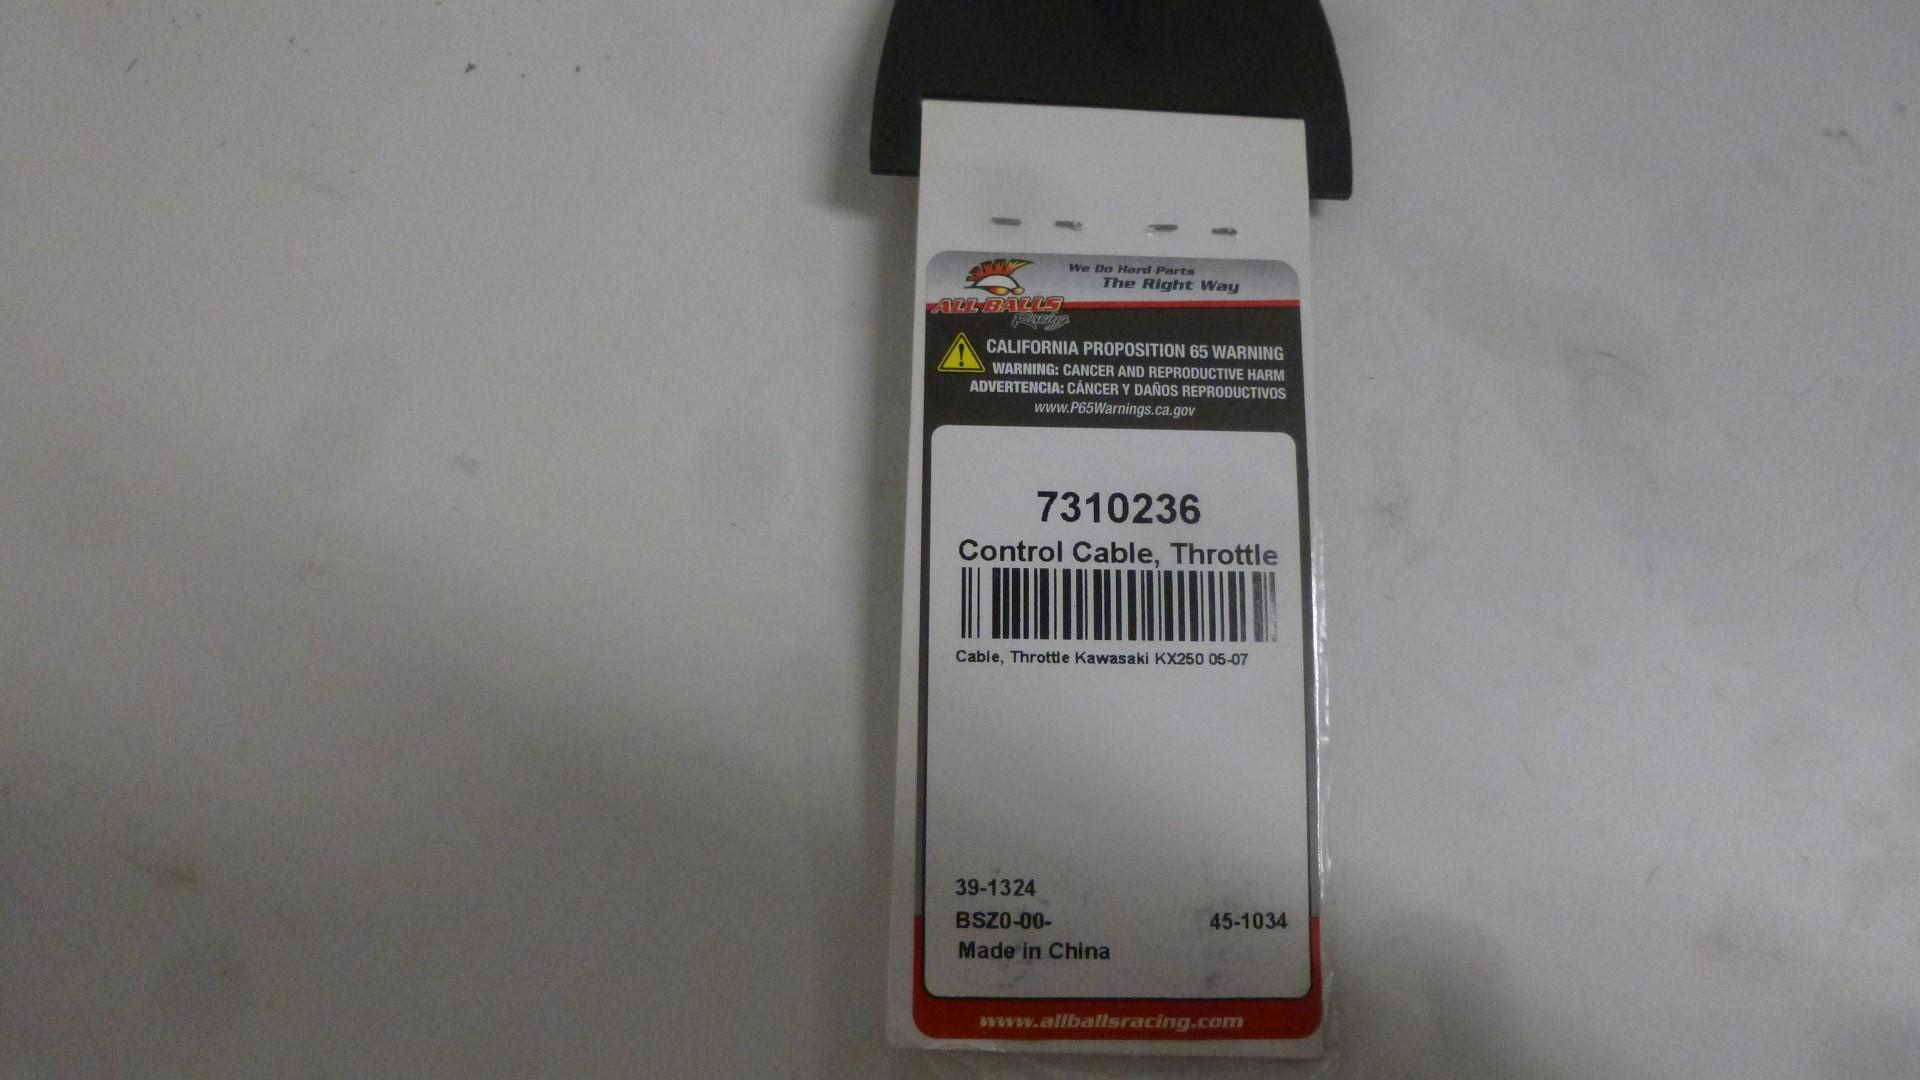 We Do Hard Parts
The Right Way
ALL BALLS
Racing
CALIFORNIA PROPOSITION 65 WARNING
WARNING: CANCER AND REPRODUCTIVE HARM
ADVERTENCIA: CÁNCER Y DAÑOS REPRODUCTIVOS
www.P65Warnings.ca.gov
7310236
Control Cable, Throttle
Cable, Throttle Kawasaki KX250 05-07
39-1324
BSZ0-00- 45-1034
Made in China
www.allballsracing.com